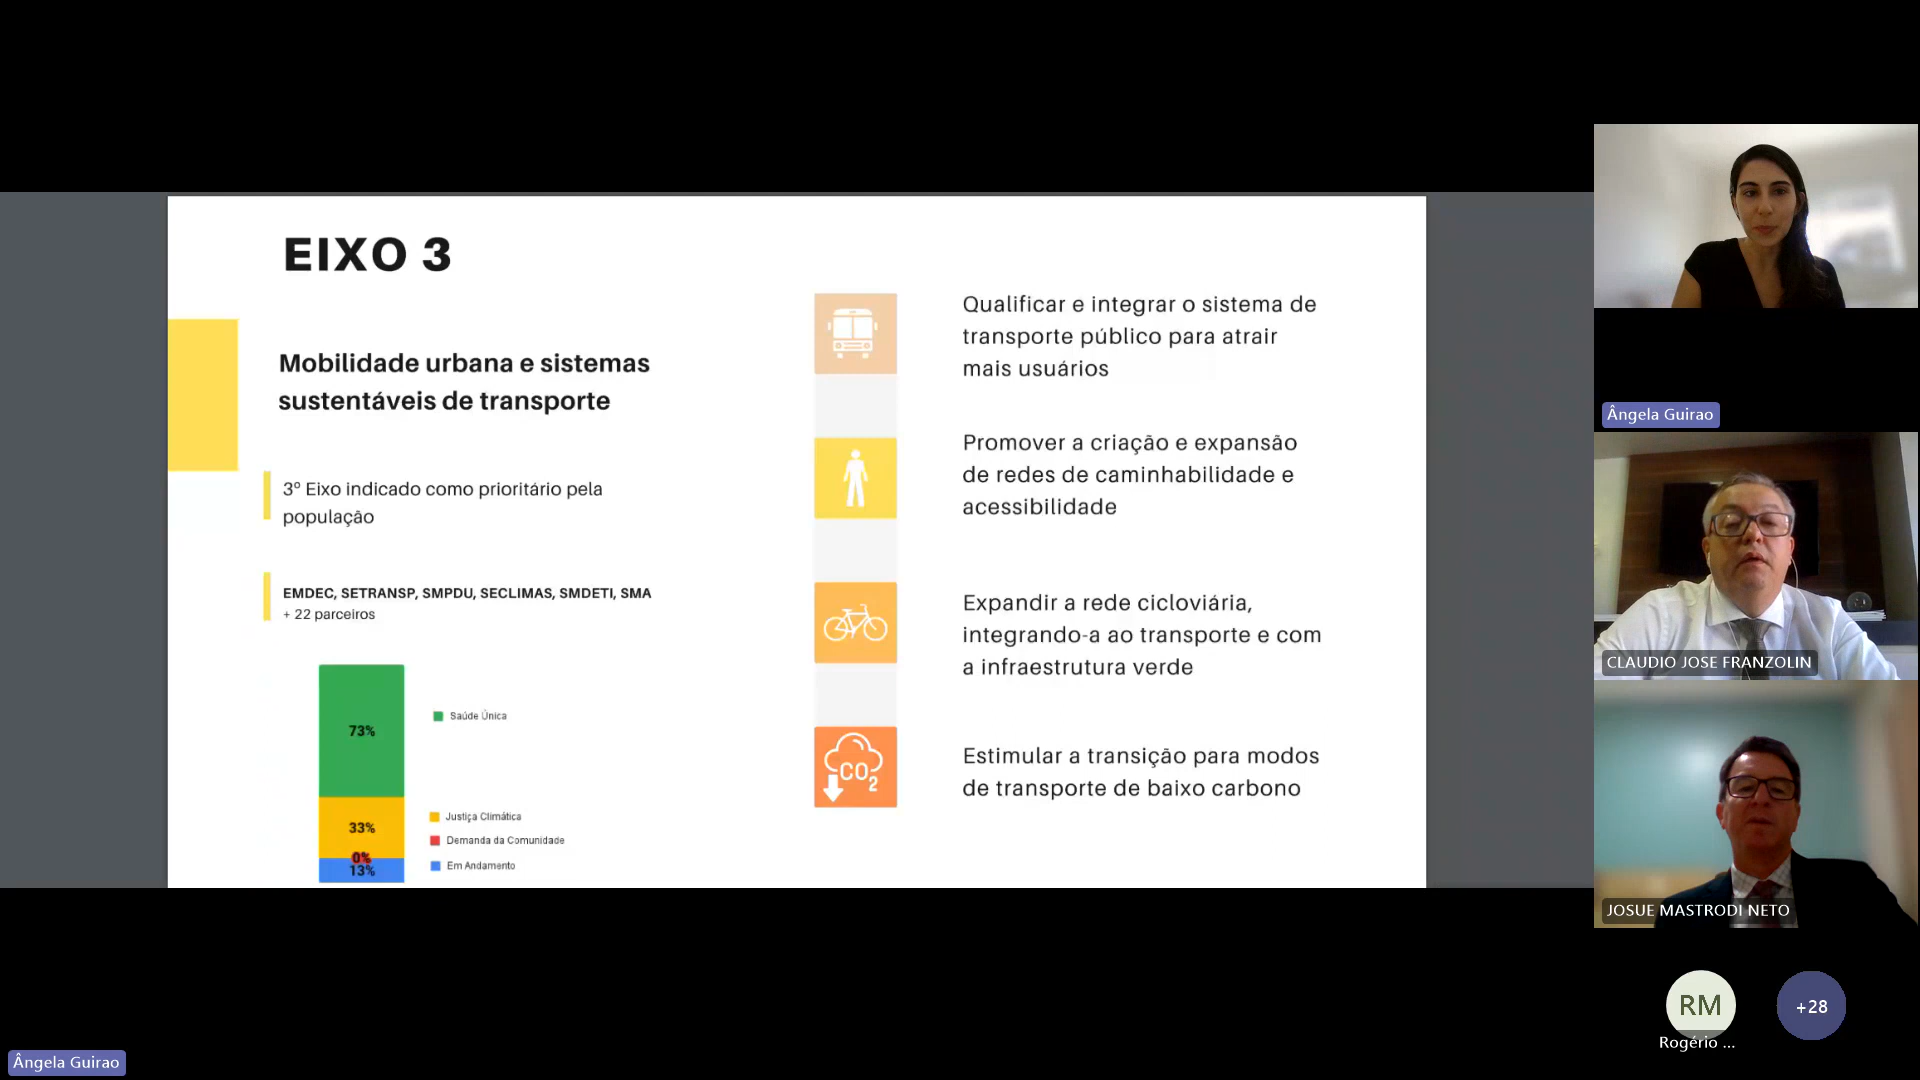 EIXO 3
Mobilidade urbana e sistemas
sustentáveis de transporte
3º Eixo indicado como prioritário pela
população
EMDEC, SETRANSP, SMPDU, SECLIMAS, SMDETI, SMA
+ 22 parceiros
73%
33%
0%
13%
Saúde Única
Justiça Climática
Demanda da Comunidade
Em Andamento
Qualificar e integrar o sistema de
transporte público para atrair
mais usuários
Promover a criação e expansão
de redes de caminhabilidade e
acessibilidade
Expandir a rede cicloviária,
integrando-a ao transporte e com
a infraestrutura verde
CO2
Estimular a transição para modos
de transporte de baixo carbono
Ângela Guirao
CLAUDIO JOSE FRANZOLIN
JOSUE MASTRODI NETO
RM
Rogério ...
+28
Ângela Guirao